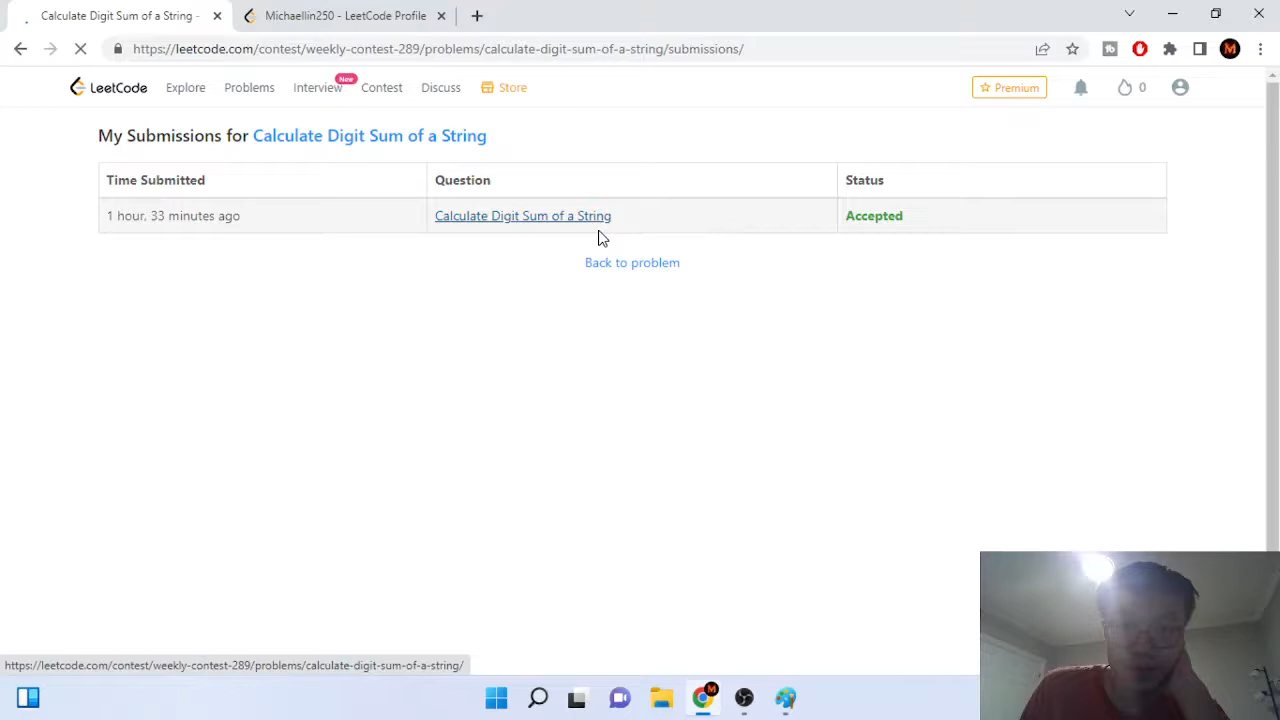 Calculate Digit Sum of a String -
Michaellin250 - LeetCode Profile
https://leetcode.com/contest/weekly-contest-289/problems/calculate-digit-sum-of-a-string/submissions/
M
LeetCode
Explore
Problems
Interview
New
Contest
Discuss
Store
Premium
0
My Submissions for Calculate Digit Sum of a String
Time Submitted
Question
Status
1 hour, 33 minutes ago
Calculate Digit Sum of a String
Accepted
Back to problem
https://leetcode.com/contest/weekly-contest-289/problems/calculate-digit-sum-of-a-string/
M